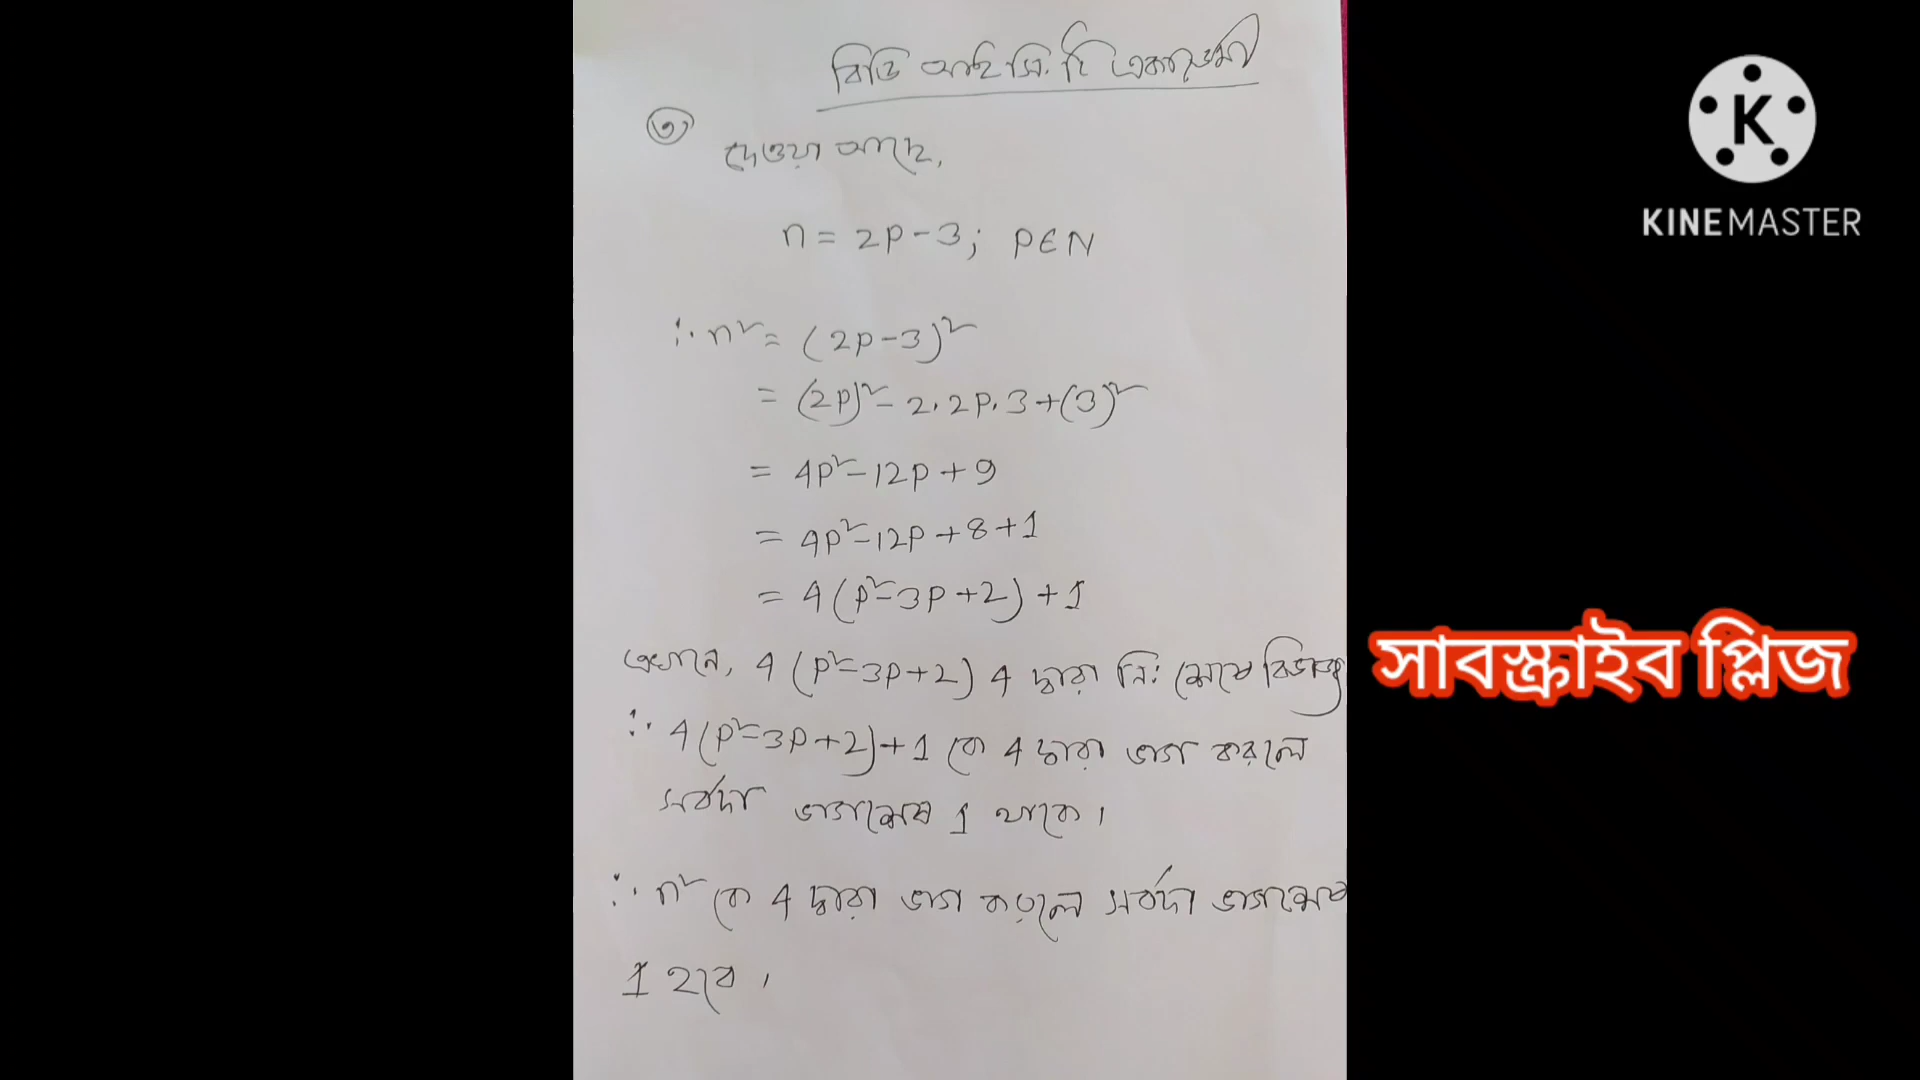 বিডি আই সি. টি একাডেমী
৩
দেওয়া আছে,
n = 2p - 3; p ∈ N
∴ n² = (2p - 3)²
= (2p)² - 2.2p.3 + (3)²
= 4p² - 12p + 9
= 4p² - 12p + 8 + 1
= 4(p² - 3p + 2) + 1
এখানে, 4(p² - 3p + 2) 4 দ্বারা নিঃশেষে বিভাজ্য
∴ 4(p² - 3p + 2) + 1 কে 4 দ্বারা ভাগ করলে
সর্বদা ভাগশেষ 1 থাকে।
∴ n² কে 4 দ্বারা ভাগ করলে সর্বদা ভাগশেষ
1 হবে।
K
KINEMASTER
সাবস্ক্রাইব প্লিজ